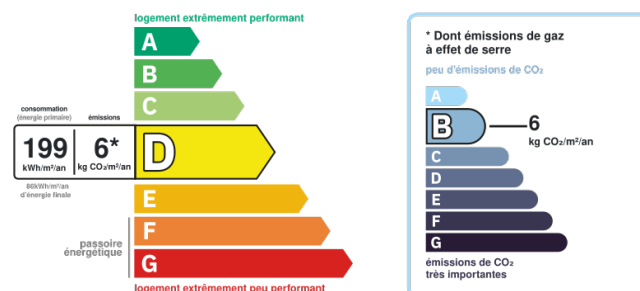 logement extrêmement performant
A
B
C
consommation
(énergie primaire)
émissions
199
kWh/m²/an
6*
kg CO₂/m²/an
D
86kWh/m²/an
d'énergie finale
E
F
G
passoire
énergétique
logement extrêmement peu performant
* Dont émissions de gaz
à effet de serre
peu d'émissions de CO₂
A
B
6
kg CO₂/m²/an
C
D
E
F
G
émissions de CO₂
très importantes